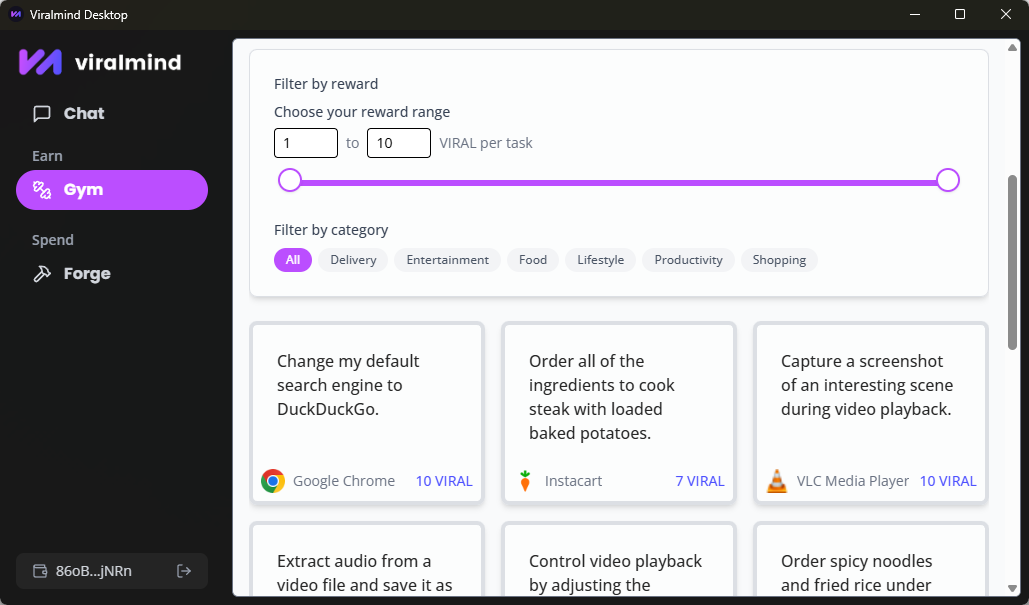 Viralmind Desktop
viralmind
Chat
Earn
Gym
Spend
Forge
86oB...jNRn
Filter by reward
Choose your reward range
1 to 10 VIRAL per task
Filter by category
All Delivery Entertainment Food Lifestyle Productivity Shopping
Change my default
search engine to
DuckDuckGo.
Google Chrome 10 VIRAL
Order all of the
ingredients to cook
steak with loaded
baked potatoes.
Instacart 7 VIRAL
Capture a screenshot
of an interesting scene
during video playback.
VLC Media Player 10 VIRAL
Extract audio from a
video file and save it as
Control video playback
by adjusting the
Order spicy noodles
and fried rice under